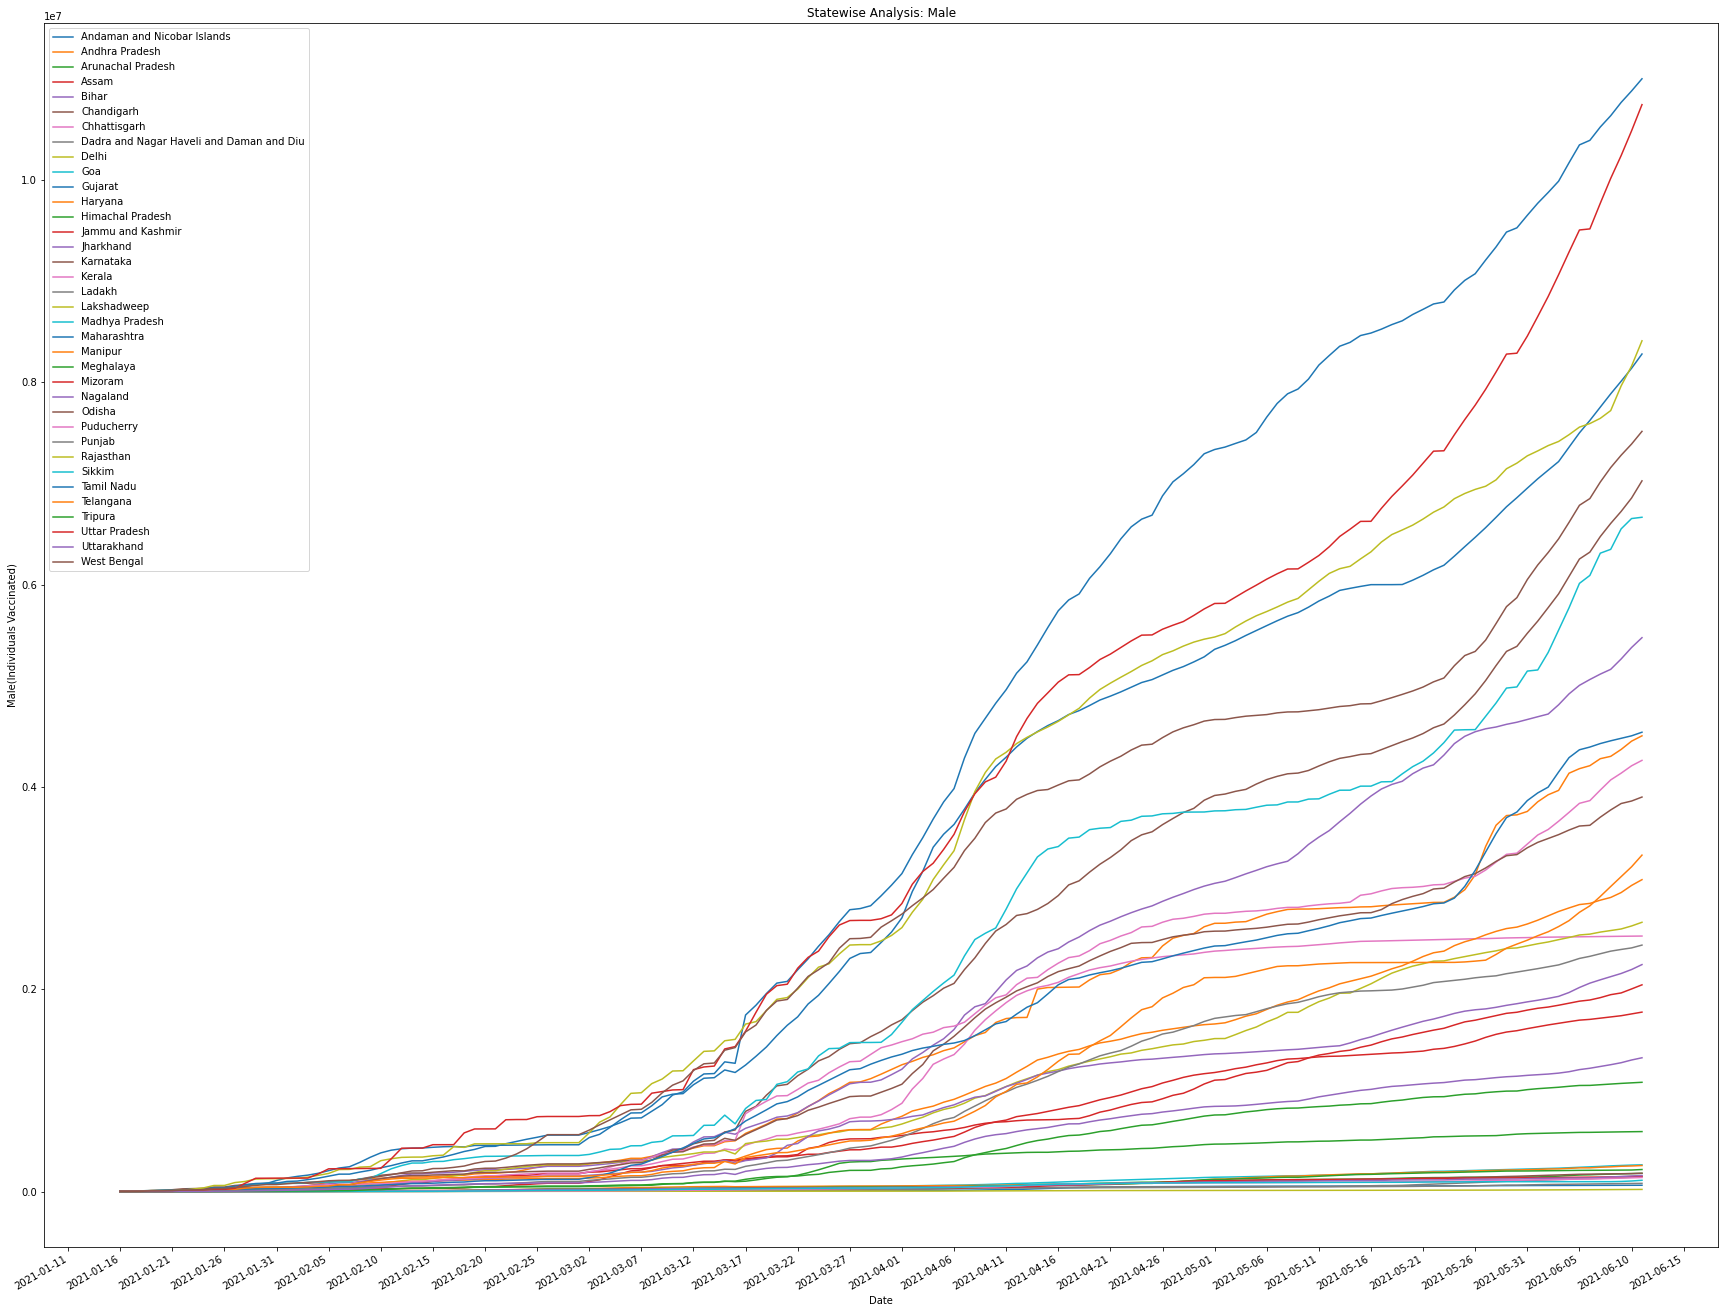 Statewise Analysis: Male
1e7
Andaman and Nicobar Islands
Andhra Pradesh
Arunachal Pradesh
Assam
Bihar
Chandigarh
Chhattisgarh
Dadra and Nagar Haveli and Daman and Diu
Delhi
Goa
Gujarat
Haryana
Himachal Pradesh
Jammu and Kashmir
Jharkhand
Karnataka
Kerala
Ladakh
Lakshadweep
Madhya Pradesh
Maharashtra
Manipur
Meghalaya
Mizoram
Nagaland
Odisha
Puducherry
Punjab
Rajasthan
Sikkim
Tamil Nadu
Telangana
Tripura
Uttar Pradesh
Uttarakhand
West Bengal
Male(Individuals Vaccinated)
1.0
0.8
0.6
0.4
0.2
0.0
2021-01-11
2021-01-16
2021-01-21
2021-01-26
2021-01-31
2021-02-05
2021-02-10
2021-02-15
2021-02-20
2021-02-25
2021-03-02
2021-03-07
2021-03-12
2021-03-17
2021-03-22
2021-03-27
2021-04-01
2021-04-06
2021-04-11
2021-04-16
2021-04-21
2021-04-26
2021-05-01
2021-05-06
2021-05-11
2021-05-16
2021-05-21
2021-05-26
2021-05-31
2021-06-05
2021-06-10
2021-06-15
Date